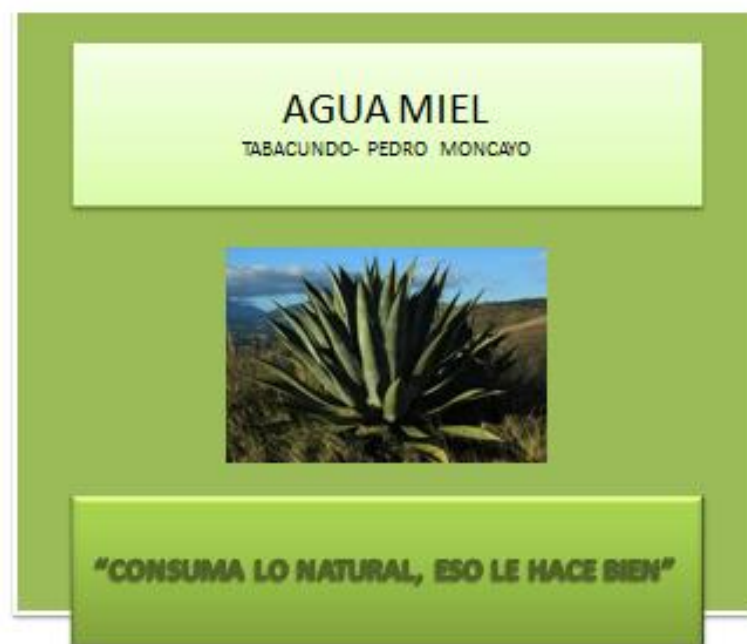 AGUA MIEL
TABACUNDO- PEDRO MONCAYO
“CONSUMA LO NATURAL, ESO LE HACE BIEN”